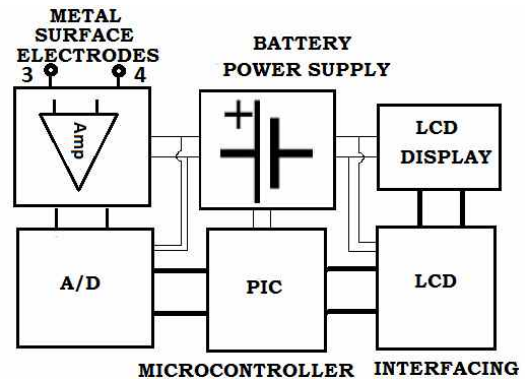 METAL
SURFACE
ELECTRODES
3 4
BATTERY
POWER SUPPLY
Amp
+
LCD
DISPLAY
A/D
PIC
LCD
MICROCONTROLLER
INTERFACING